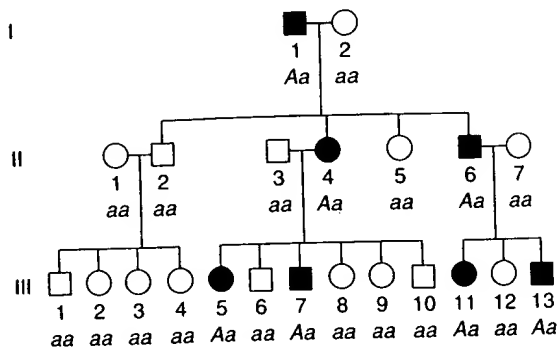 I
1 2
Aa aa
II
1 2 3 4 5 6 7
aa aa aa Aa aa Aa aa
III
1 2 3 4 5 6 7 8 9 10 11 12 13
aa aa aa aa Aa aa Aa aa aa aa Aa aa Aa